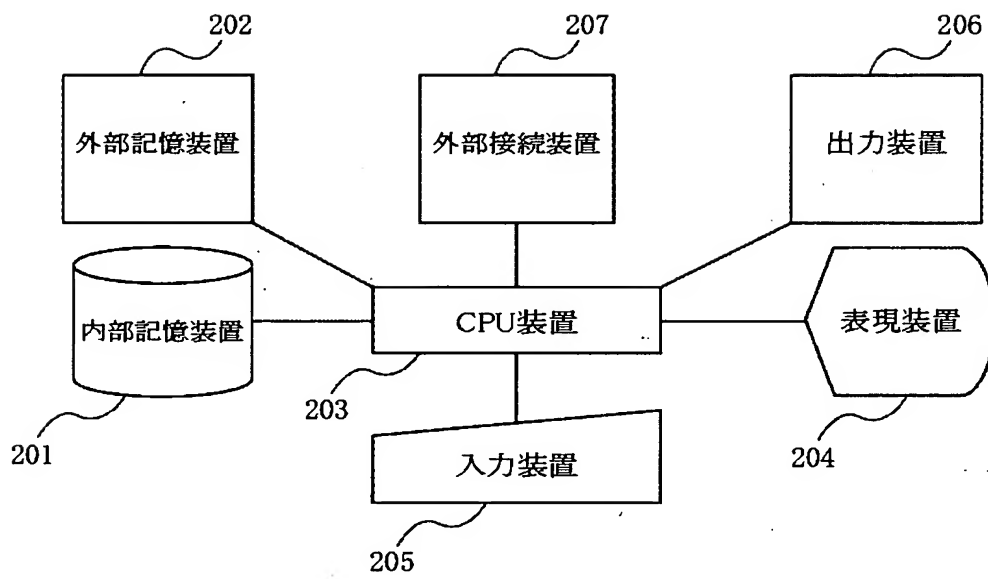 202
207
206
外部記憶装置
外部接続装置
出力装置
内部記憶装置
CPU装置
表現装置
203
201
入力装置
204
205